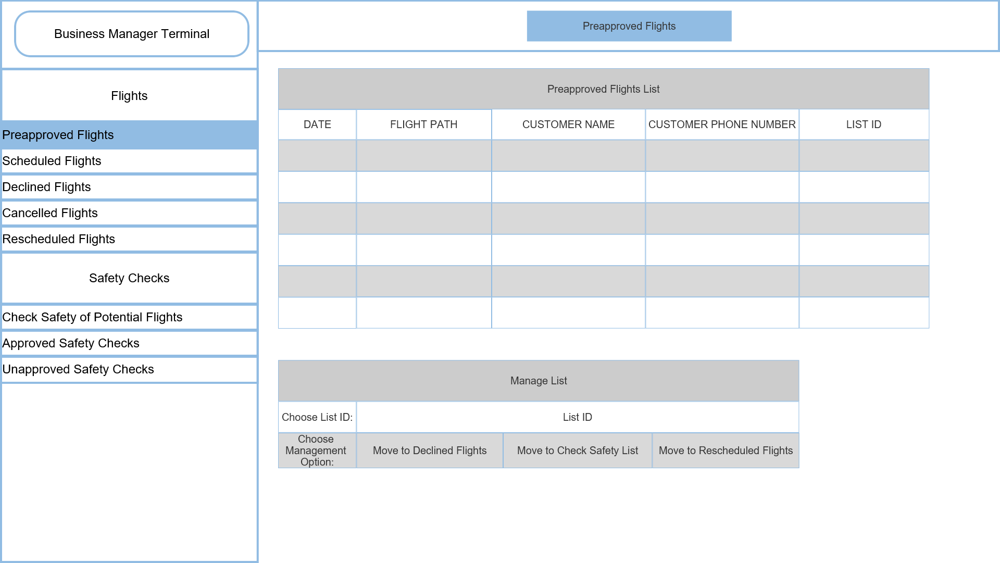 Business Manager Terminal
Flights
Preapproved Flights
Scheduled Flights
Declined Flights
Cancelled Flights
Rescheduled Flights
Safety Checks
Check Safety of Potential Flights
Approved Safety Checks
Unapproved Safety Checks
Preapproved Flights
Preapproved Flights List
DATE FLIGHT PATH CUSTOMER NAME CUSTOMER PHONE NUMBER LIST ID
Manage List
Choose List ID: List ID
Choose
Management
Option:
Move to Declined Flights Move to Check Safety List Move to Rescheduled Flights